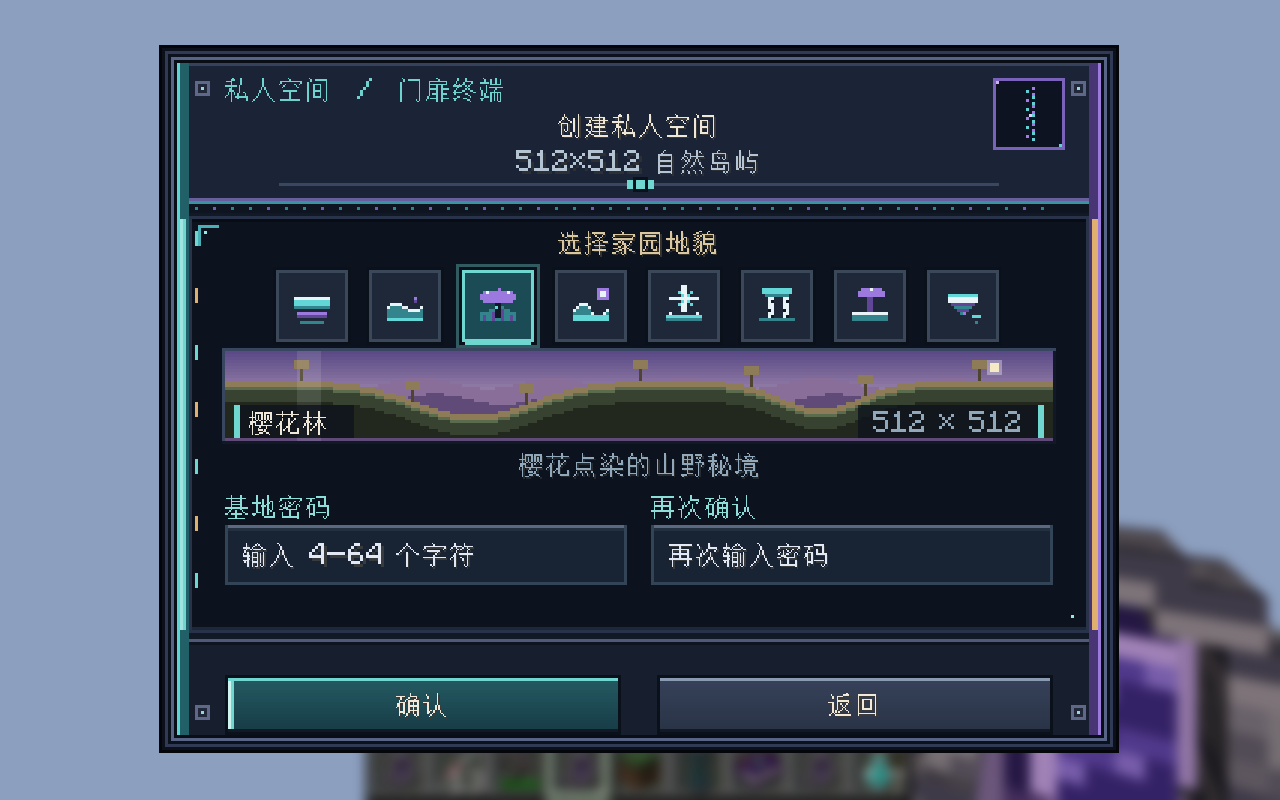 私人空间 / 门扉终端
创建私人空间
512×512 自然岛屿
选择家园地貌
樱花林
512 × 512
樱花点染的山野秘境
基地密码
再次确认
输入 4—64 个字符
再次输入密码
确认
返回